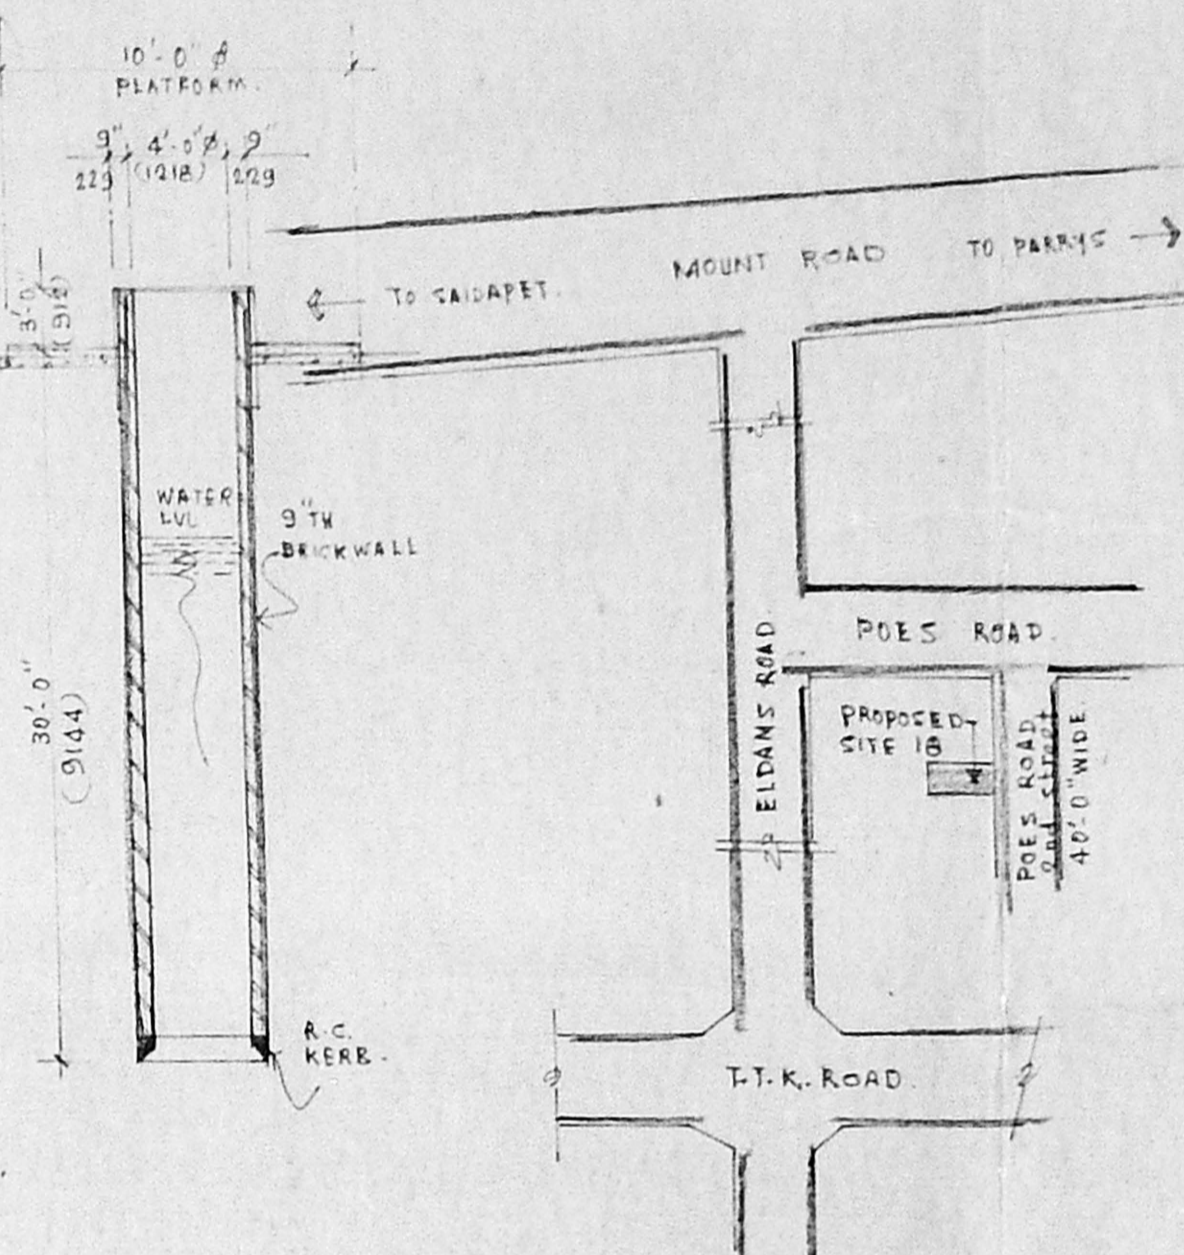 10'-0" ϕ
PLATFORM.
9" 4'-0" ϕ 9"
229 (1218) 229
3'-0"
(912)
WATER
LVL
9" TH
BRICKWALL
30'-0"
(9144)
R.C.
KERB.
MOUNT ROAD
TO PARRYS
TO SAIDAPET.
POES ROAD.
ELDAMS ROAD
PROPOSED
SITE 18
POES ROAD
2nd street
40'-0" WIDE
T.T.K. ROAD.